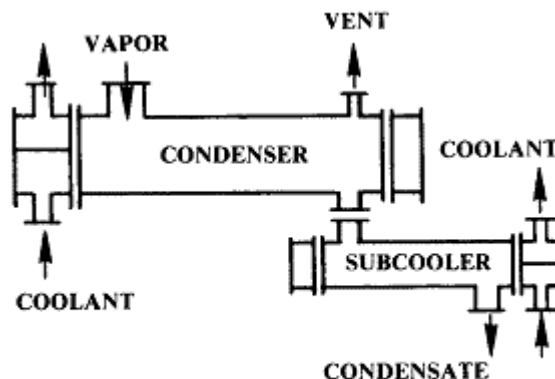 VENT
VAPOR
CONDENSER
COOLANT
SUBCOOLER
COOLANT
CONDENSATE